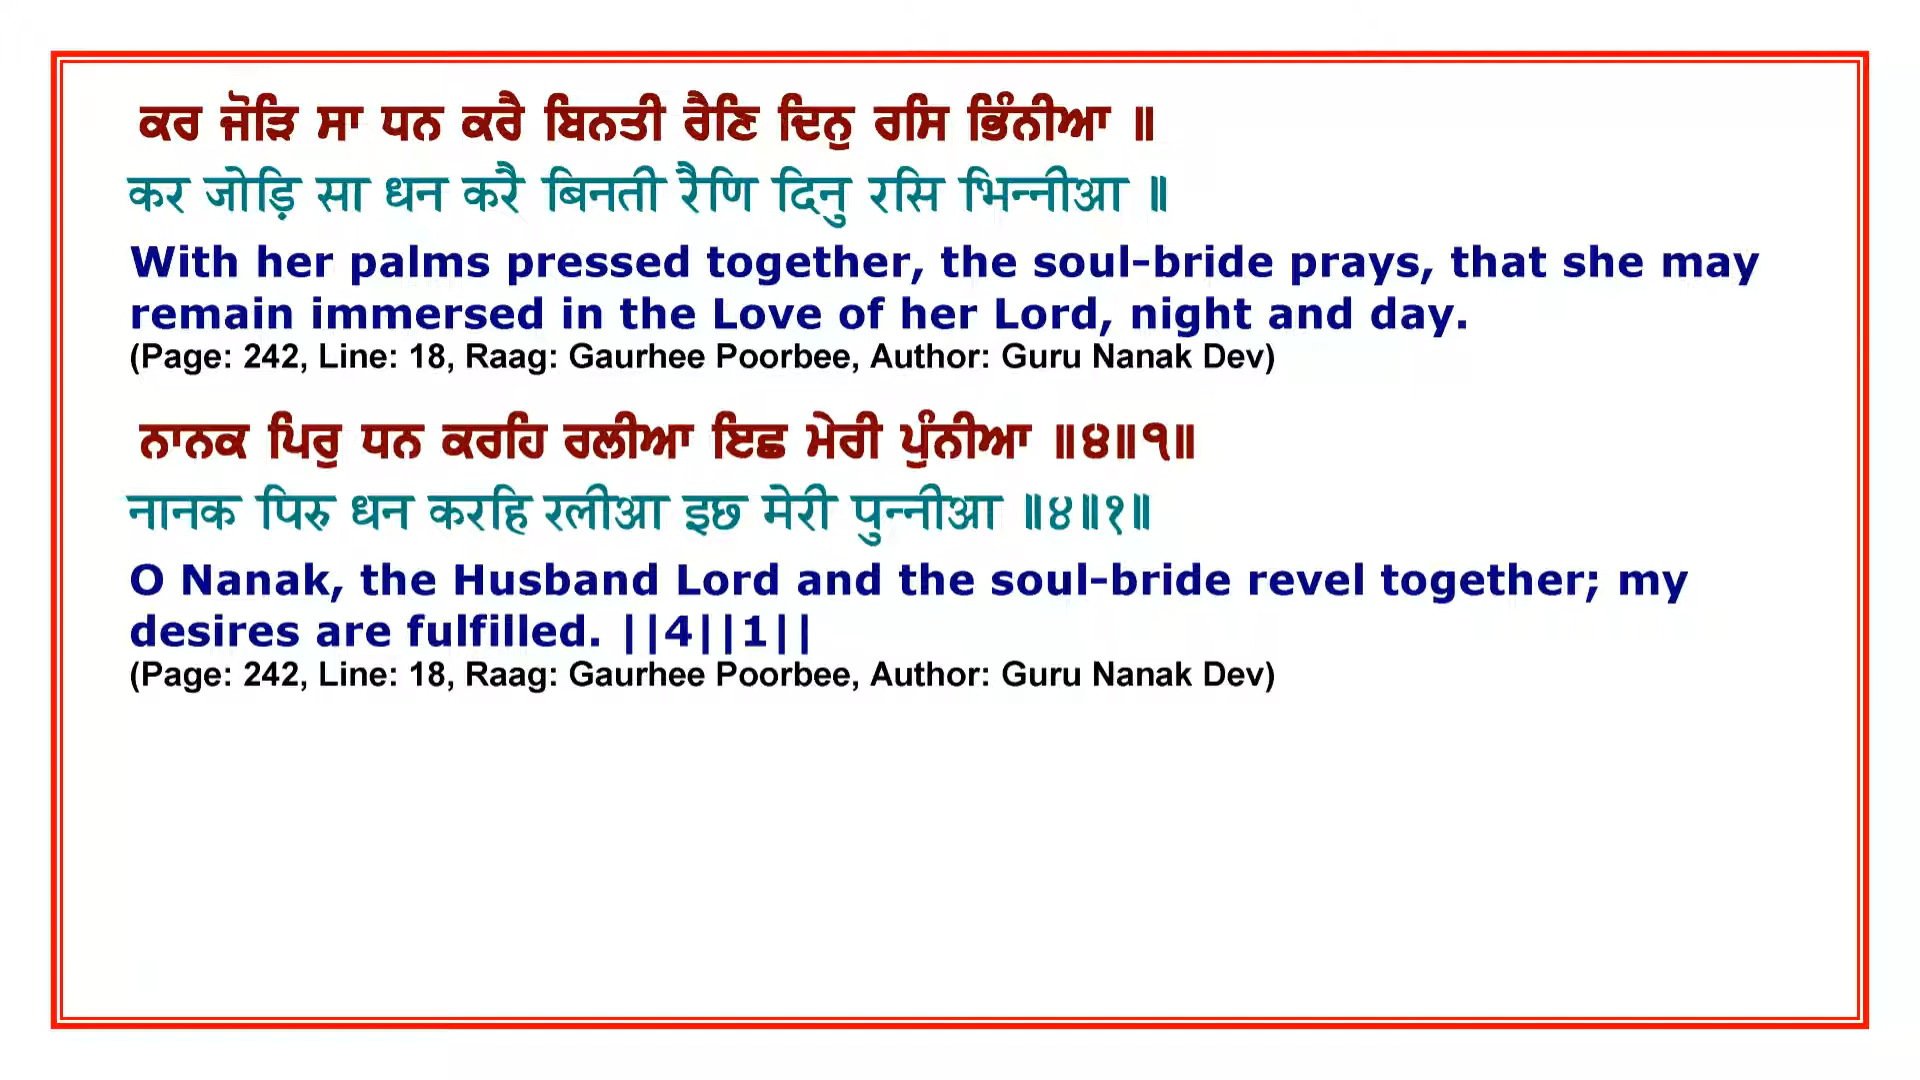 ਕਰ ਜੋੜਿ ਸਾ ਧਨ ਕਰੈ ਬਿਨਤੀ ਰੈਣਿ ਦਿਨੁ ਰਸਿ ਭਿੰਨੀਆ ॥
कर जोड़ि सा धन करै बिनती रैणि दिनु रसि भिन्नीआ ॥
With her palms pressed together, the soul-bride prays, that she may
remain immersed in the Love of her Lord, night and day.
(Page: 242, Line: 18, Raag: Gaurhee Poorbee, Author: Guru Nanak Dev)
ਨਾਨਕ ਪਿਰੁ ਧਨ ਕਰਹਿ ਰਲੀਆ ਇਛ ਮੇਰੀ ਪੁੰਨੀਆ ॥੪॥੧॥
नानक पिरु धन करहि रलीआ इछ मेरी पुन्नीआ ॥४॥१॥
O Nanak, the Husband Lord and the soul-bride revel together; my
desires are fulfilled. ||4||1||
(Page: 242, Line: 18, Raag: Gaurhee Poorbee, Author: Guru Nanak Dev)